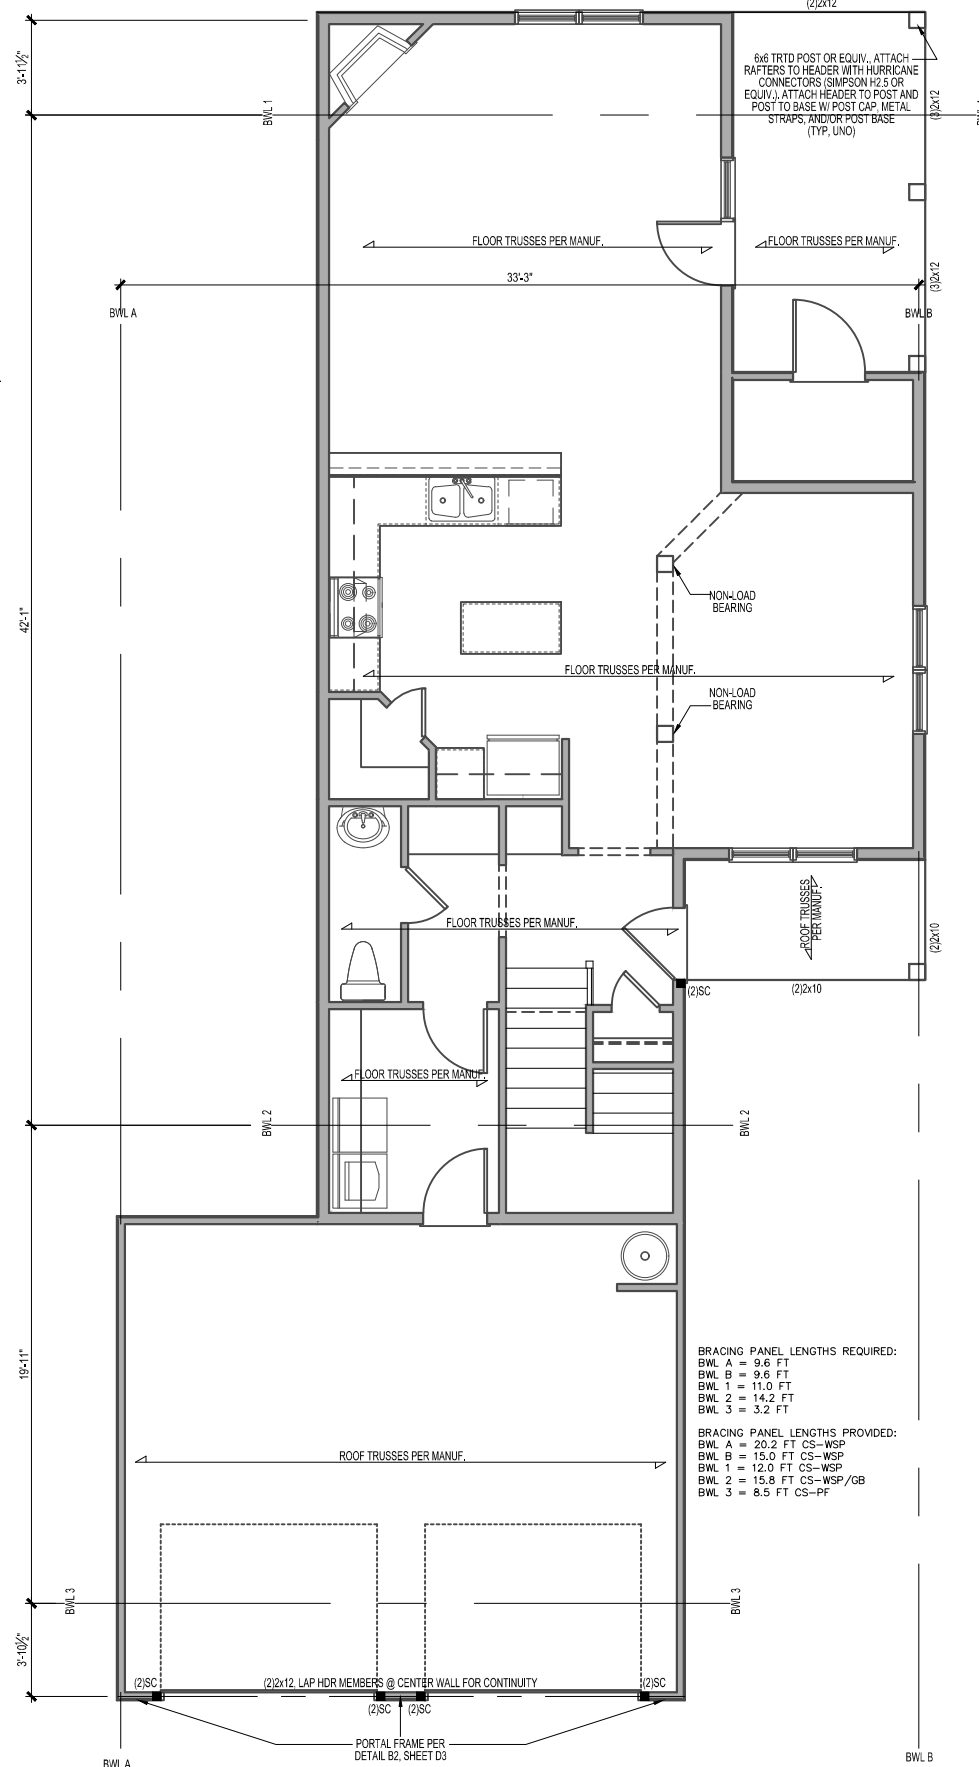 (2)2x12
3'-11½"
BWL 1
6x6 TRTD POST OR EQUIV., ATTACH
RAFTERS TO HEADER WITH HURRICANE
CONNECTORS (SIMPSON H2.5 OR
EQUIV.). ATTACH HEADER TO POST AND
POST TO BASE W/ POST CAP, METAL
STRAPS, AND/OR POST BASE
(TYP, UNO)
(3)2x12
FLOOR TRUSSES PER MANUF.
FLOOR TRUSSES PER MANUF.
(3)2x12
33'-3"
BWL A
BWL B
NON-LOAD
BEARING
42'-1"
FLOOR TRUSSES PER MANUF.
NON-LOAD
BEARING
ROOF TRUSSES
PER MANUF.
FLOOR TRUSSES PER MANUF.
(2)2x10
(2)SC
(2)2x10
FLOOR TRUSSES PER MANUF.
BWL 2
BWL 2
19'-11"
BRACING PANEL LENGTHS REQUIRED:
BWL A = 9.6 FT
BWL B = 9.6 FT
BWL 1 = 11.0 FT
BWL 2 = 14.2 FT
BWL 3 = 3.2 FT
BRACING PANEL LENGTHS PROVIDED:
BWL A = 20.2 FT CS-WSP
BWL B = 15.0 FT CS-WSP
BWL 1 = 12.0 FT CS-WSP
BWL 2 = 15.8 FT CS-WSP/GB
BWL 3 = 8.5 FT CS-PF
ROOF TRUSSES PER MANUF.
BWL 3
BWL 3
3'-10½"
(2)SC
(2)2x12, LAP HDR MEMBERS @ CENTER WALL FOR CONTINUITY
(2)SC
(2)SC
(2)SC
PORTAL FRAME PER
DETAIL B2, SHEET D3
BWL A
BWL B